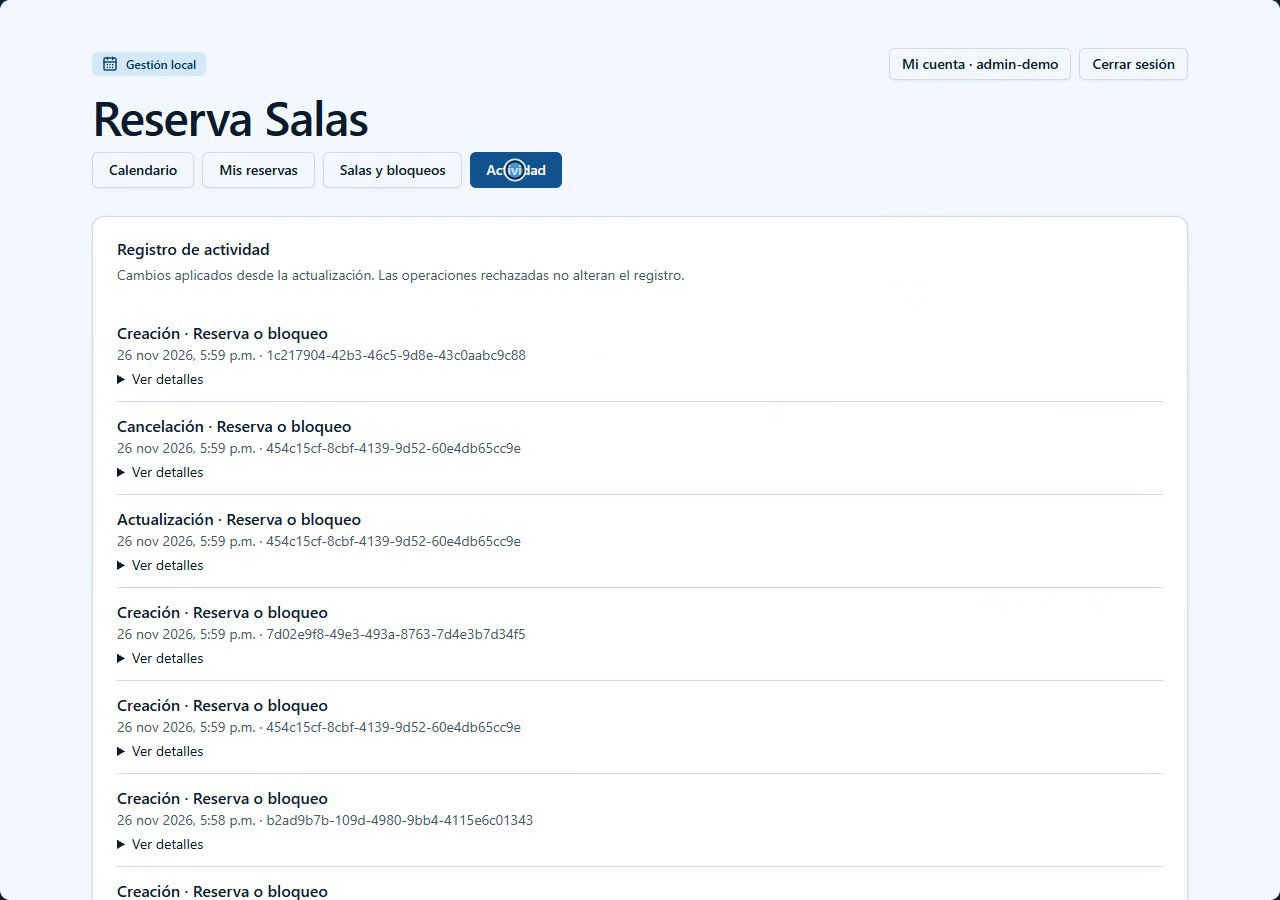 Gestión local
Mi cuenta · admin-demo
Cerrar sesión
Reserva Salas
Calendario
Mis reservas
Salas y bloqueos
Actividad
Registro de actividad
Cambios aplicados desde la actualización. Las operaciones rechazadas no alteran el registro.
Creación · Reserva o bloqueo
26 nov 2026, 5:59 p.m. · 1c217904-42b3-46c5-9d8e-43c0aabc9c88
Ver detalles
Cancelación · Reserva o bloqueo
26 nov 2026, 5:59 p.m. · 454c15cf-8cbf-4139-9d52-60e4db65cc9e
Ver detalles
Actualización · Reserva o bloqueo
26 nov 2026, 5:59 p.m. · 454c15cf-8cbf-4139-9d52-60e4db65cc9e
Ver detalles
Creación · Reserva o bloqueo
26 nov 2026, 5:59 p.m. · 7d02e9f8-49e3-493a-8763-7d4e3b7d34f5
Ver detalles
Creación · Reserva o bloqueo
26 nov 2026, 5:59 p.m. · 454c15cf-8cbf-4139-9d52-60e4db65cc9e
Ver detalles
Creación · Reserva o bloqueo
26 nov 2026, 5:58 p.m. · b2ad9b7b-109d-4980-9bb4-4115e6c01343
Ver detalles
Creación · Reserva o bloqueo